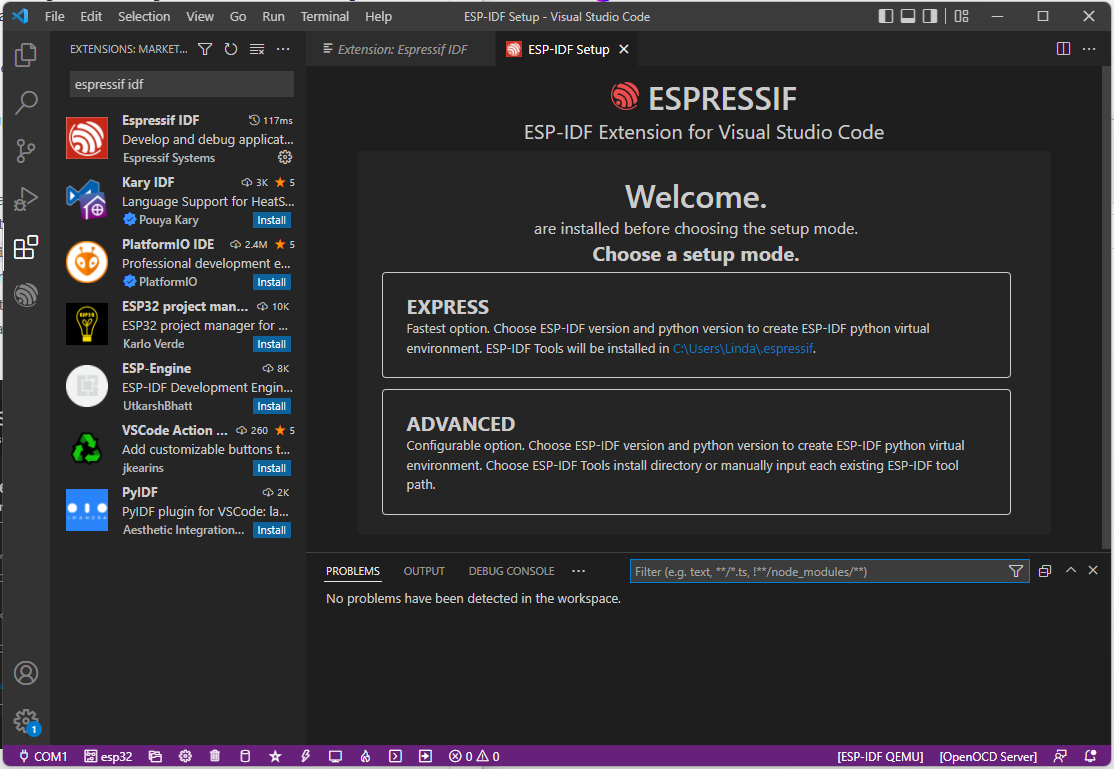 File Edit Selection View Go Run Terminal Help
ESP-IDF Setup - Visual Studio Code
EXTENSIONS: MARKET...
espressif idf
Espressif IDF 117ms
Develop and debug applicat...
Espressif Systems
Kary IDF 3K 5
Language Support for HeatS...
Pouya Kary Install
PlatformIO IDE 2.4M 5
Professional development e...
PlatformIO Install
ESP32 project man... 10K
ESP32 project manager for ...
Karlo Verde Install
ESP-Engine 8K
ESP-IDF Development Engin...
UtkarshBhatt Install
VSCode Action ... 260 5
Add customizable buttons t...
jkearins Install
PyIDF 2K
PyIDF plugin for VSCode: la...
Aesthetic Integration... Install
Extension: Espressif IDF
ESP-IDF Setup
ESPRESSIF
ESP-IDF Extension for Visual Studio Code
Welcome.
are installed before choosing the setup mode.
Choose a setup mode.
EXPRESS
Fastest option. Choose ESP-IDF version and python version to create ESP-IDF python virtual
environment. ESP-IDF Tools will be installed in C:\Users\Linda\.espressif.
ADVANCED
Configurable option. Choose ESP-IDF version and python version to create ESP-IDF python virtual
environment. Choose ESP-IDF Tools install directory or manually input each existing ESP-IDF tool
path.
PROBLEMS OUTPUT DEBUG CONSOLE ...
Filter (e.g. text, **/*.ts, !**/node_modules/**)
No problems have been detected in the workspace.
1
COM1 esp32 0 0 [ESP-IDF QEMU] [OpenOCD Server]